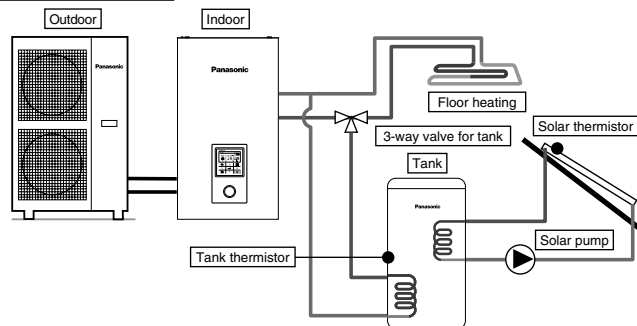 Outdoor
Indoor
Panasonic
Panasonic
Floor heating
3-way valve for tank
Solar thermistor
Tank
Panasonic
Tank thermistor
Solar pump